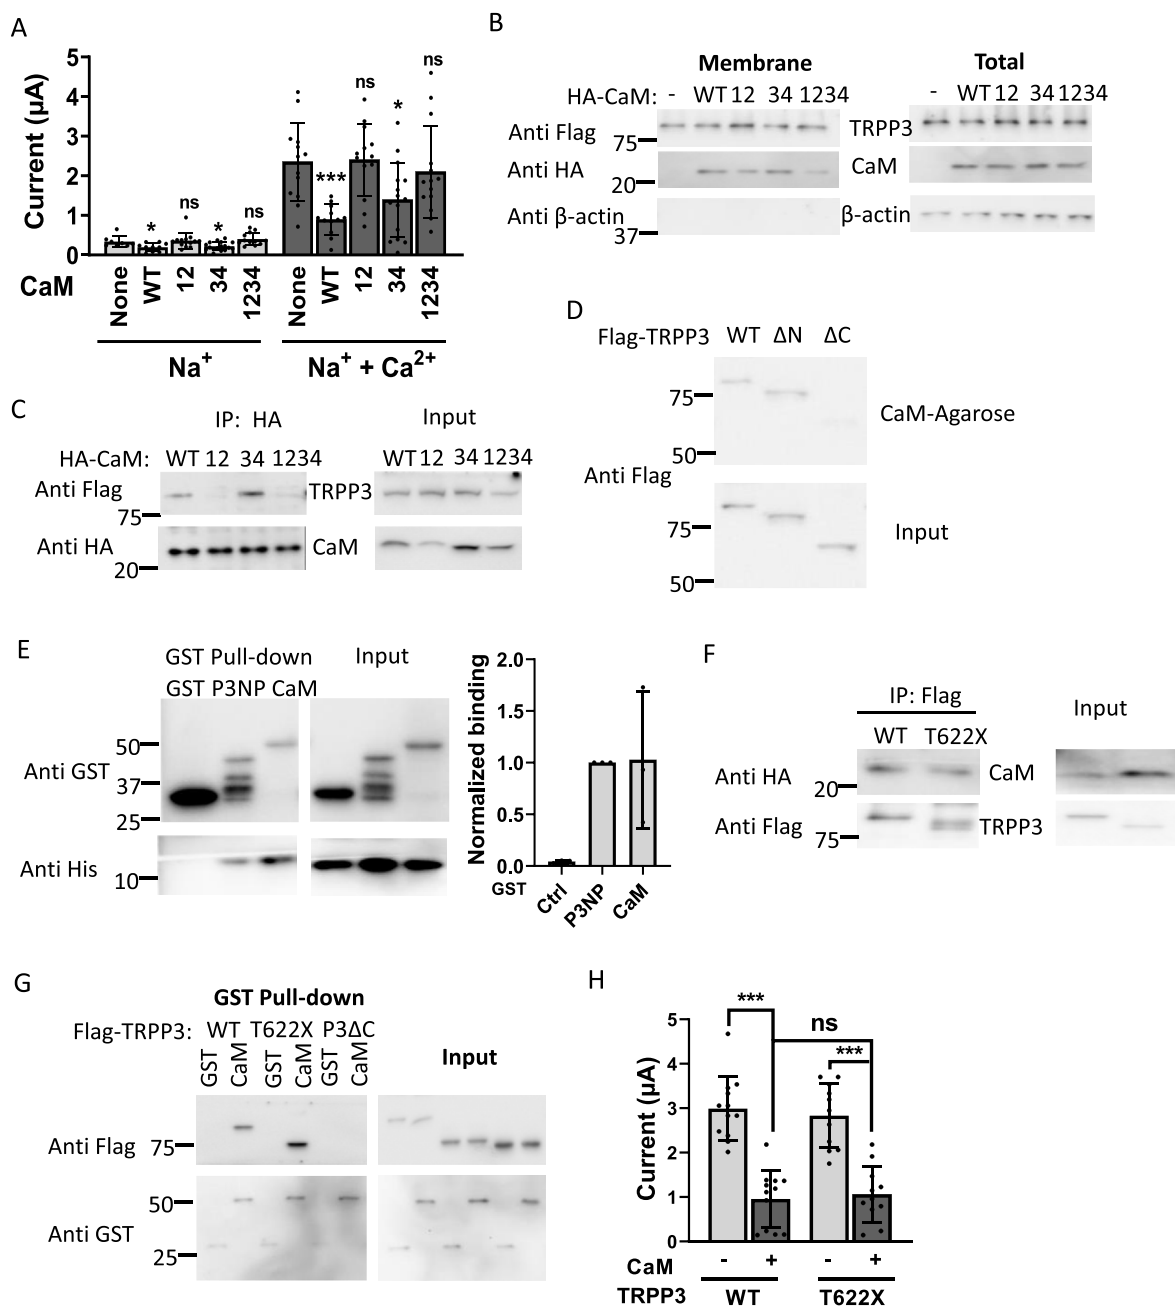 A
Current (µA)
5
4
3
2
1
0
* ns * ns *** ns * ns
CaM
None WT 12 34 1234 None WT 12 34 1234
Na⁺ Na⁺ + Ca²⁺
B
Membrane Total
HA-CaM: - WT 12 34 1234 - WT 12 34 1234
Anti Flag TRPP3
75
Anti HA CaM
20
Anti β-actin β-actin
37
C
IP: HA Input
HA-CaM: WT 12 34 1234 WT 12 34 1234
Anti Flag TRPP3
75
Anti HA CaM
20
D
Flag-TRPP3 WT ΔN ΔC
75
CaM-Agarose
50
Anti Flag
75
Input
50
E
GST Pull-down Input
GST P3NP CaM
50
Anti GST
37
25
Anti His
10
Normalized binding
2.0
1.5
1.0
0.5
0.0
GST
Ctrl P3NP CaM
F
IP: Flag Input
WT T622X
Anti HA CaM
20
Anti Flag TRPP3
75
G
GST Pull-down
Flag-TRPP3: WT T622X P3ΔC
GST CaM GST CaM GST CaM Input
Anti Flag
75
50
Anti GST
25
H
*** ns ***
Current (µA)
5
4
3
2
1
0
CaM - + - +
TRPP3 WT T622X